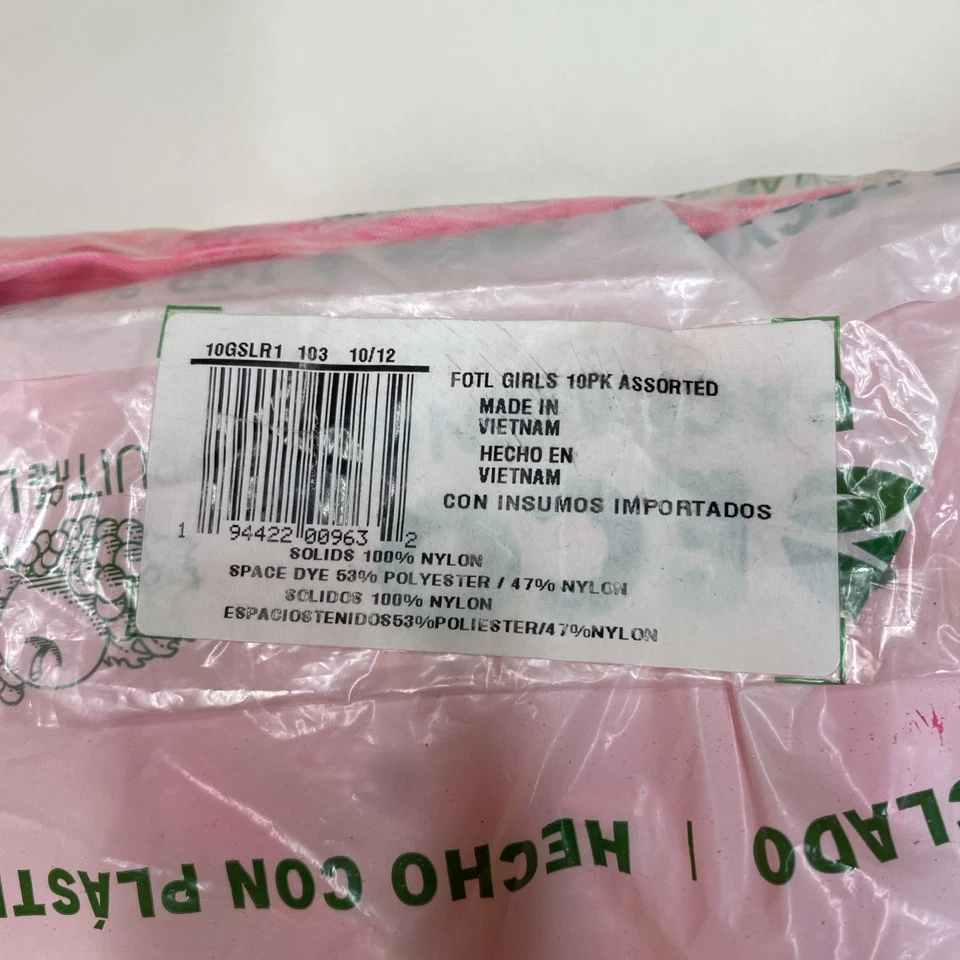 10GSLR1 103 10/12
FOTL GIRLS 10PK ASSORTED
MADE IN
VIETNAM
HECHO EN
VIETNAM
CON INSUMOS IMPORTADOS
1 94422 00963 2
SOLIDS 100% NYLON
SPACE DYE 53% POLYESTER / 47% NYLON
SOLIDOS 100% NYLON
ESPACIOSTENIDOS53%POLIESTER/47%NYLON
HECHO CON